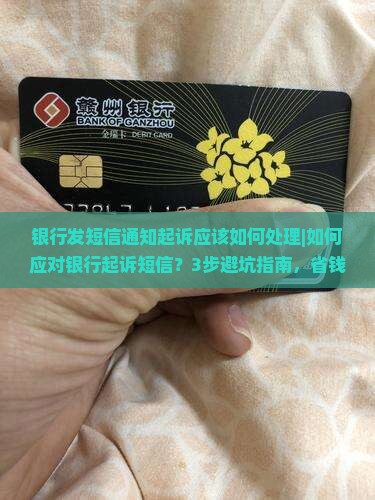 赣州银行
BANK OF GANZHOU
金瑞卡 DEBIT CARD
银行发短信通知起诉应该如何处理|如何
应对银行起诉短信？3步避坑指南，省钱